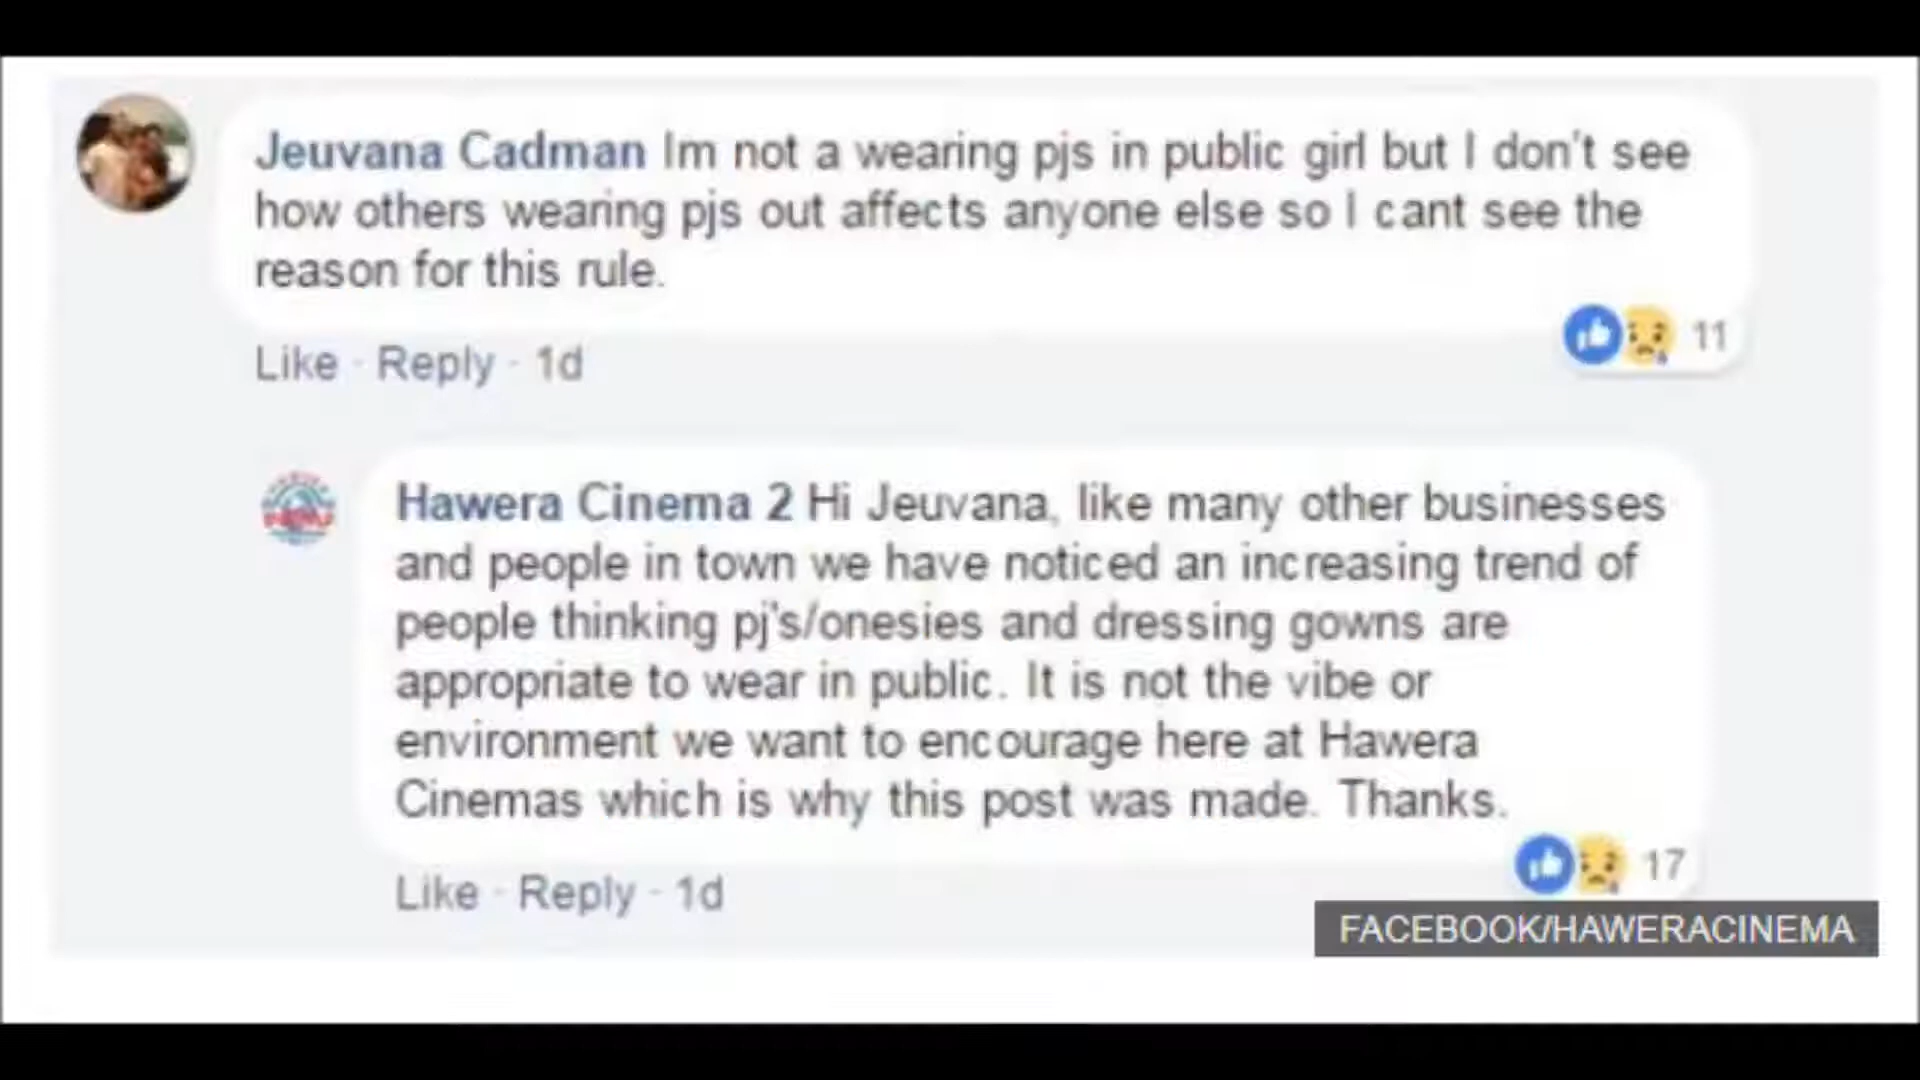 Jeuvana Cadman Im not a wearing pjs in public girl but I don't see
how others wearing pjs out affects anyone else so I cant see the
reason for this rule.
11
Like · Reply · 1d
Hawera Cinema 2 Hi Jeuvana, like many other businesses
and people in town we have noticed an increasing trend of
people thinking pj's/onesies and dressing gowns are
appropriate to wear in public. It is not the vibe or
environment we want to encourage here at Hawera
Cinemas which is why this post was made. Thanks.
17
Like · Reply · 1d
FACEBOOK/HAWERACINEMA